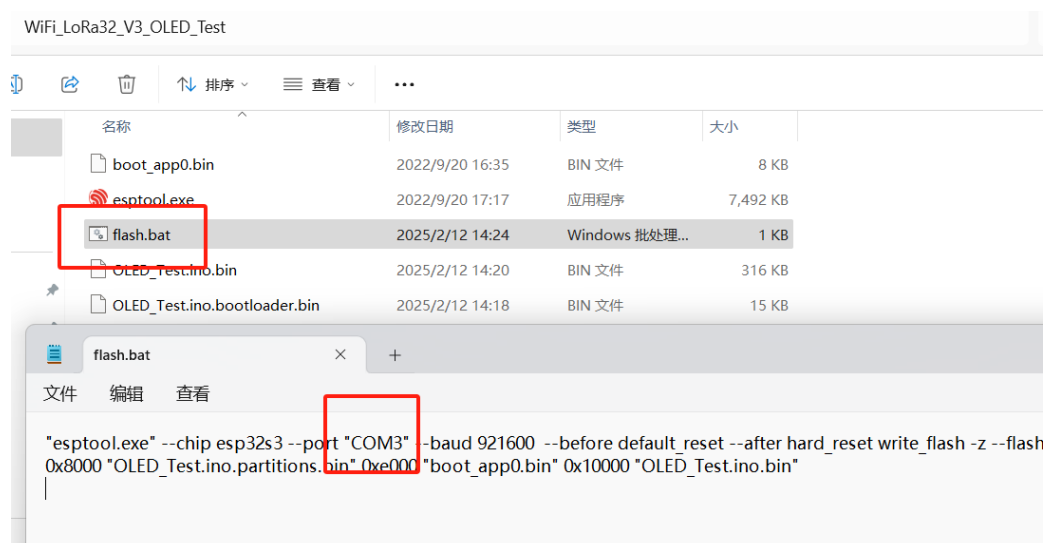 WiFi_LoRa32_V3_OLED_Test
排序 查看 ...
名称 修改日期 类型 大小
boot_app0.bin 2022/9/20 16:35 BIN 文件 8 KB
esptool.exe 2022/9/20 17:17 应用程序 7,492 KB
flash.bat 2025/2/12 14:24 Windows 批处理... 1 KB
OLED_Test.ino.bin 2025/2/12 14:20 BIN 文件 316 KB
OLED_Test.ino.bootloader.bin 2025/2/12 14:18 BIN 文件 15 KB
flash.bat
文件 编辑 查看
"esptool.exe" --chip esp32s3 --port "COM3" --baud 921600 --before default_reset --after hard_reset write_flash -z --flash
0x8000 "OLED_Test.ino.partitions.bin" 0xe000 "boot_app0.bin" 0x10000 "OLED_Test.ino.bin"